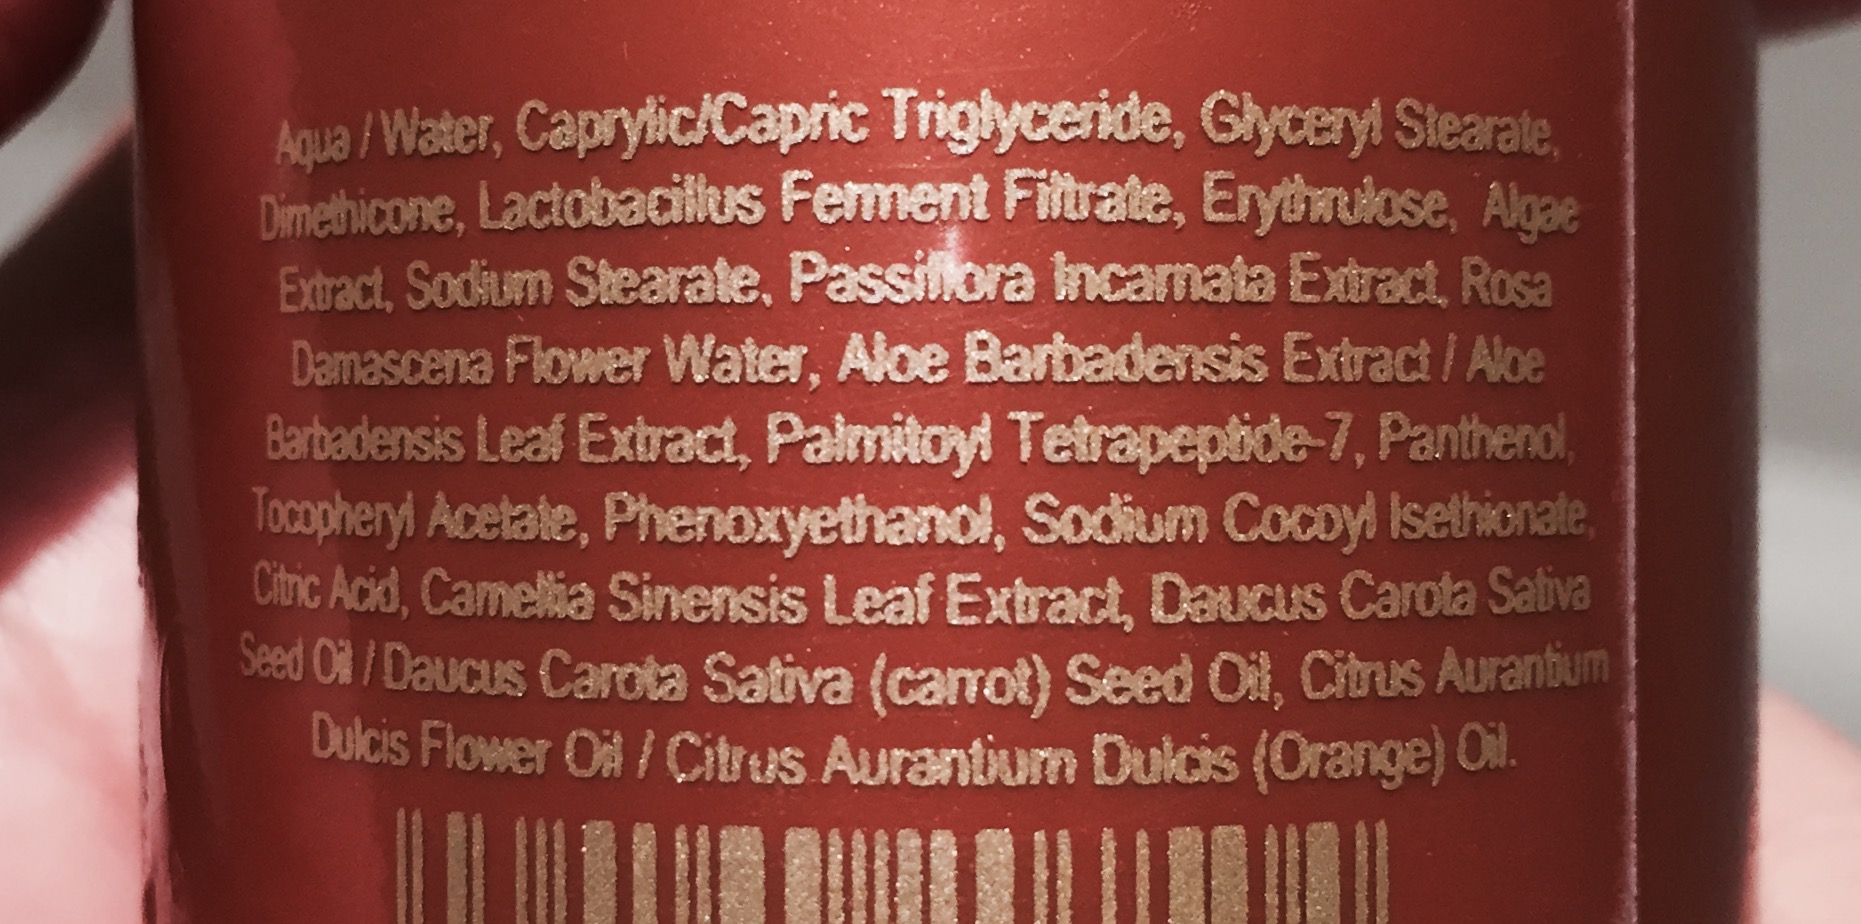 Aqua / Water, Caprylic/Capric Triglyceride, Glyceryl Stearate,
Dimethicone, Lactobacillus Ferment Filtrate, Erythrulose, Algae
Extract, Sodium Stearate, Passiflora Incarnata Extract, Rosa
Damascena Flower Water, Aloe Barbadensis Extract / Aloe
Barbadensis Leaf Extract, Palmitoyl Tetrapeptide-7, Panthenol,
Tocopheryl Acetate, Phenoxyethanol, Sodium Cocoyl Isethionate,
Citric Acid, Camellia Sinensis Leaf Extract, Daucus Carota Sativa
Seed Oil / Daucus Carota Sativa (carrot) Seed Oil, Citrus Aurantium
Dulcis Flower Oil / Citrus Aurantium Dulcis (Orange) Oil.